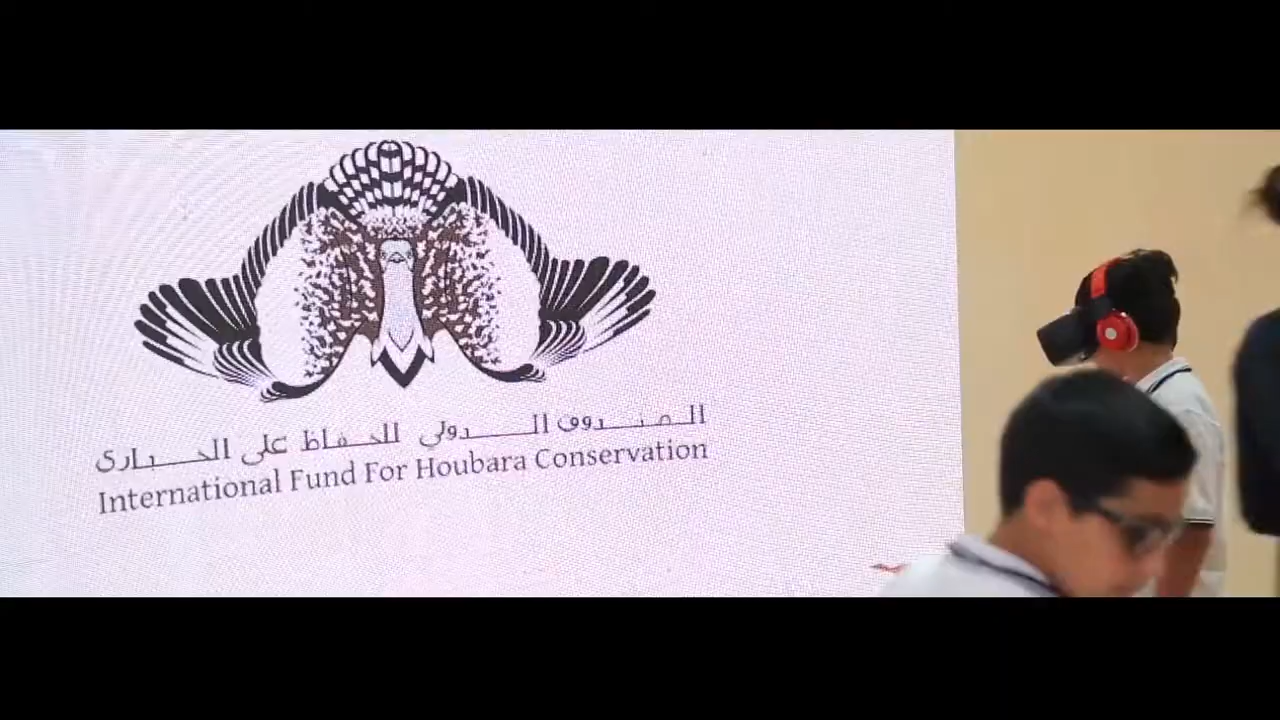 الصندوق الدولي للحفاظ على الحبارى
International Fund For Houbara Conservation